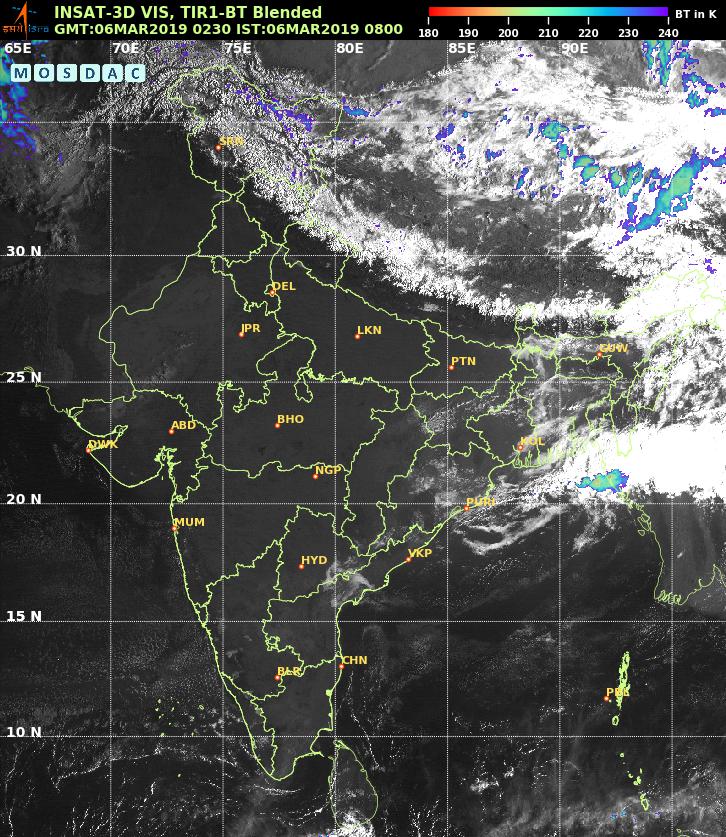 INSAT-3D VIS, TIR1-BT Blended
GMT:06MAR2019 0230 IST:06MAR2019 0800
BT in K
180 190 200 210 220 230 240
65E 70E 75E 80E 85E 90E
MOSDAC
SRN
30 N
DEL
JPR
LKN
GUW
PTN
25 N
ABD
BHO
DWK
KOL
NGP
20 N
PURI
MUM
VKP
HYD
15 N
CHN
BLR
PBL
10 N